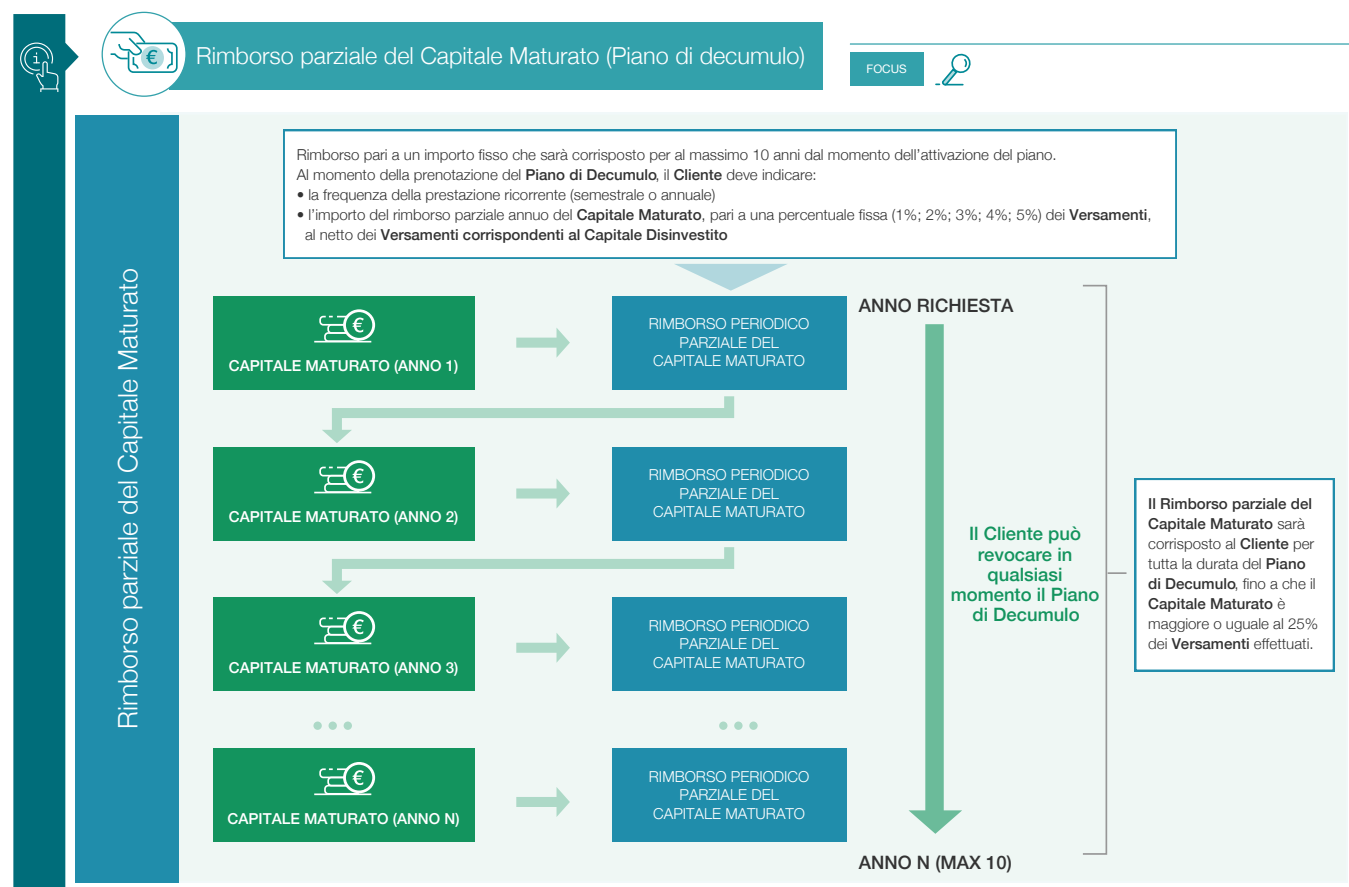 Rimborso parziale del Capitale Maturato (Piano di decumulo)
FOCUS
Rimborso parziale del Capitale Maturato
Rimborso pari a un importo fisso che sarà corrisposto per al massimo 10 anni dal momento dell'attivazione del piano.
Al momento della prenotazione del Piano di Decumulo, il Cliente deve indicare:
• la frequenza della prestazione ricorrente (semestrale o annuale)
• l'importo del rimborso parziale annuo del Capitale Maturato, pari a una percentuale fissa (1%; 2%; 3%; 4%; 5%) dei Versamenti,
al netto dei Versamenti corrispondenti al Capitale Disinvestito
CAPITALE MATURATO (ANNO 1)
RIMBORSO PERIODICO
PARZIALE DEL
CAPITALE MATURATO
ANNO RICHIESTA
CAPITALE MATURATO (ANNO 2)
RIMBORSO PERIODICO
PARZIALE DEL
CAPITALE MATURATO
CAPITALE MATURATO (ANNO 3)
RIMBORSO PERIODICO
PARZIALE DEL
CAPITALE MATURATO
CAPITALE MATURATO (ANNO N)
RIMBORSO PERIODICO
PARZIALE DEL
CAPITALE MATURATO
Il Cliente può
revocare in
qualsiasi
momento il Piano
di Decumulo
ANNO N (MAX 10)
Il Rimborso parziale del
Capitale Maturato sarà
corrisposto al Cliente per
tutta la durata del Piano
di Decumulo, fino a che il
Capitale Maturato è
maggiore o uguale al 25%
dei Versamenti effettuati.